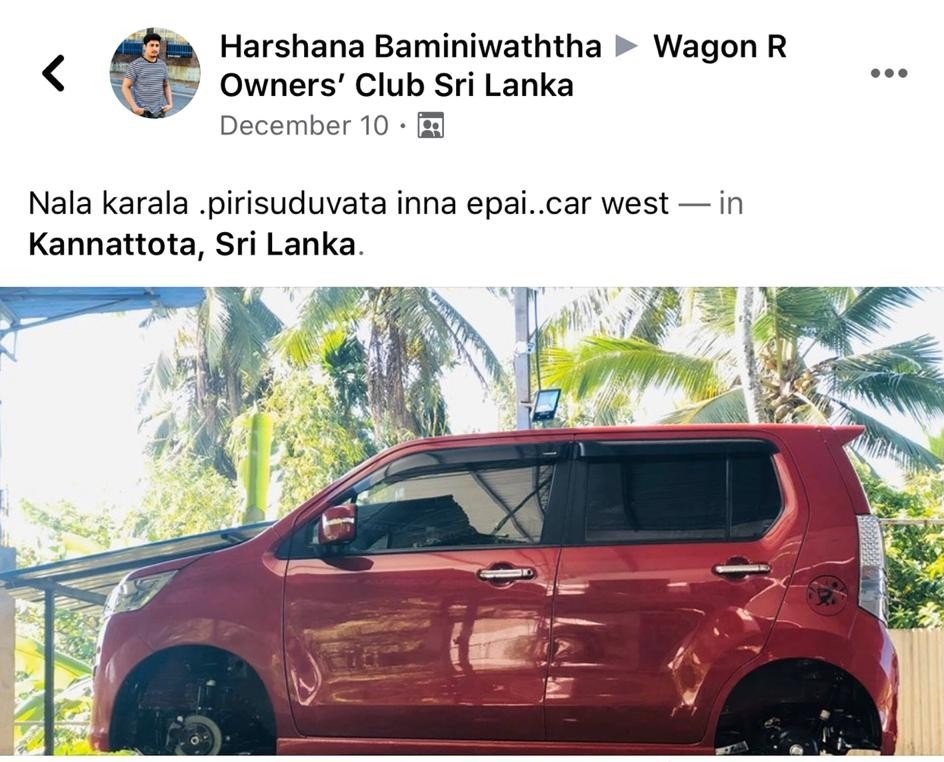 Harshana Baminiwaththa ▶ Wagon R
Owners’ Club Sri Lanka
December 10 ·
Nala karala .pirisuduvata inna epai..car west — in
Kannattota, Sri Lanka.